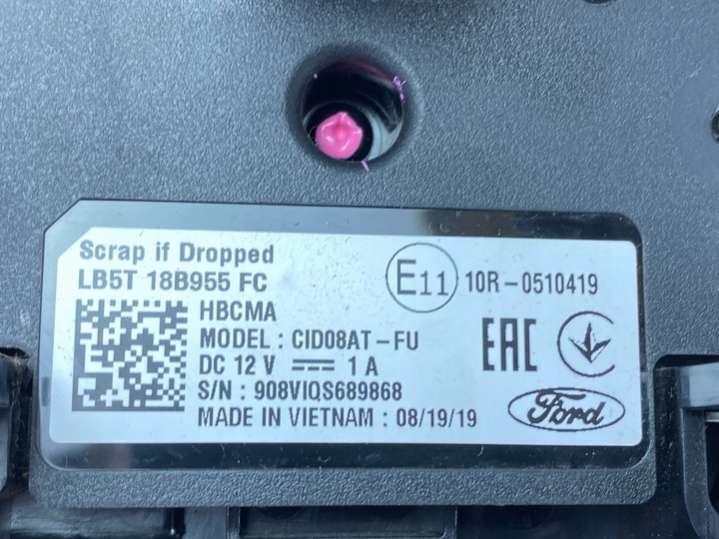 Scrap if Dropped
LB5T 18B955 FC
E11 10R-0510419
HBCMA
MODEL : CID08AT-FU
DC 12 V ⎓ 1 A
S/N : 908VIQS689868
MADE IN VIETNAM : 08/19/19
EAC
Ford